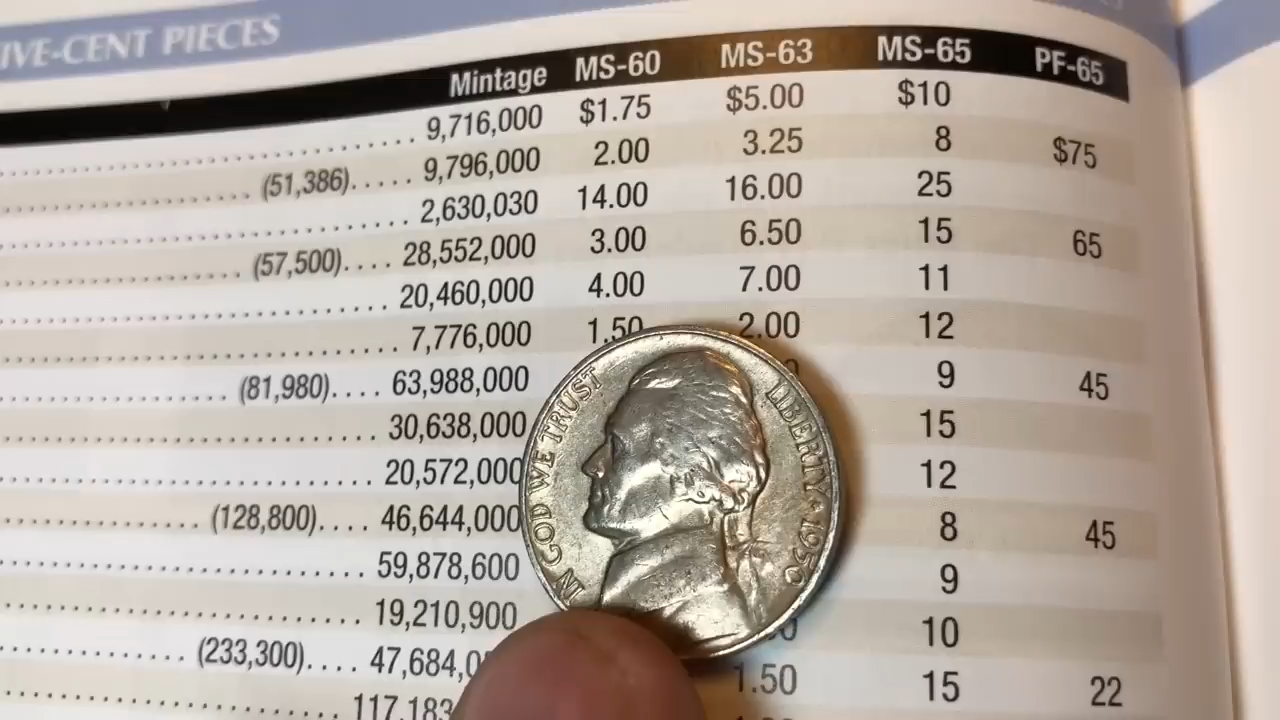 IVE-CENT PIECES
Mintage MS-60 MS-63 MS-65 PF-65
9,716,000 $1.75 $5.00 $10
(51,386) 9,796,000 2.00 3.25 8 $75
2,630,030 14.00 16.00 25
(57,500) 28,552,000 3.00 6.50 15 65
20,460,000 4.00 7.00 11
7,776,000 1.50 2.00 12
(81,980) 63,988,000 9 45
30,638,000 15
20,572,000 12
(128,800) 46,644,000 8 45
59,878,600 9
19,210,900 10
(233,300) 47,684,0 1.50 15 22
117,183
IN GOD WE TRUST
LIBERTY * 1950